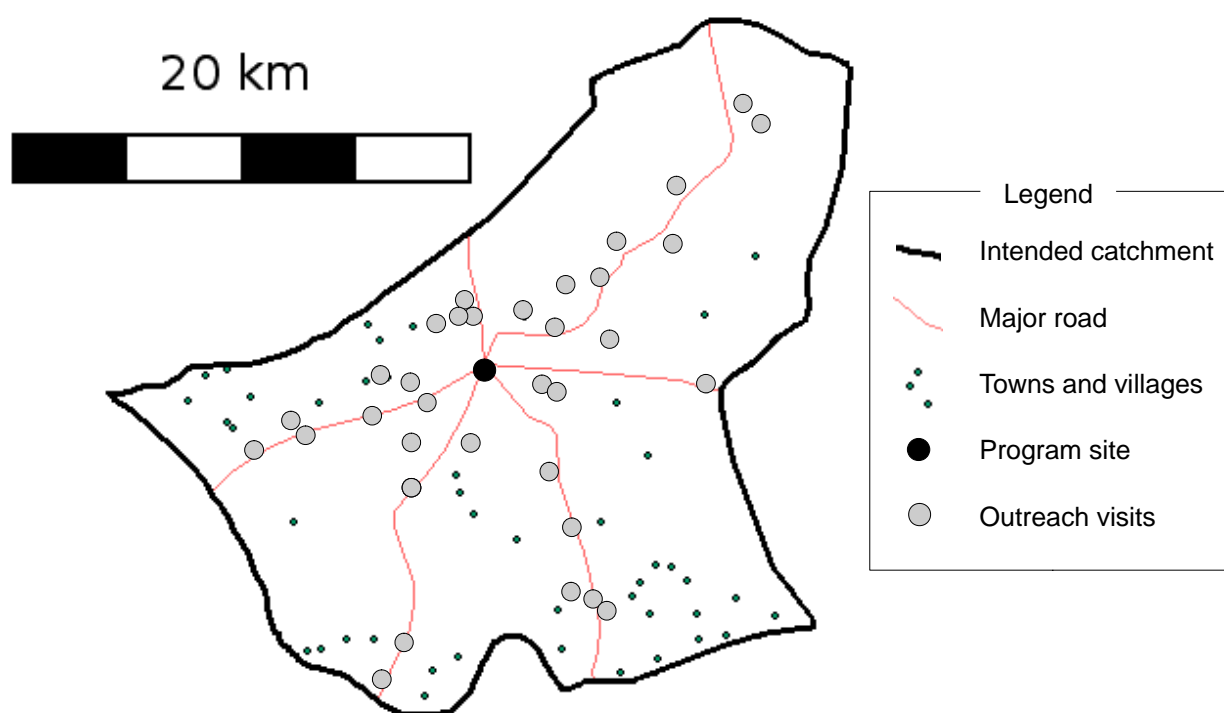 20 km
Legend
Intended catchment
Major road
Towns and villages
Program site
Outreach visits